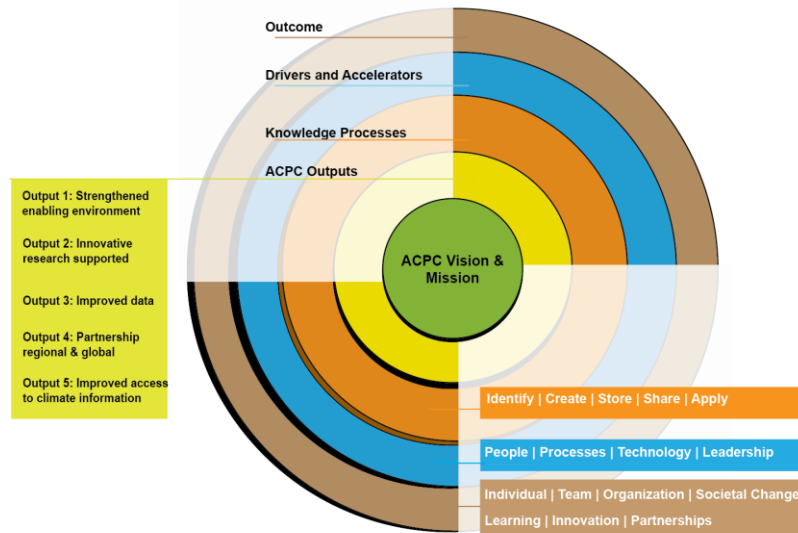 Outcome
Drivers and Accelerators
Knowledge Processes
ACPC Outputs
Output 1: Strengthened
enabling environment
Output 2: Innovative
research supported
Output 3: Improved data
Output 4: Partnership
regional & global
Output 5: Improved access
to climate information
ACPC Vision &
Mission
Identify | Create | Store | Share | Apply
People | Processes | Technology | Leadership
Individual | Team | Organization | Societal Change
Learning | Innovation | Partnerships